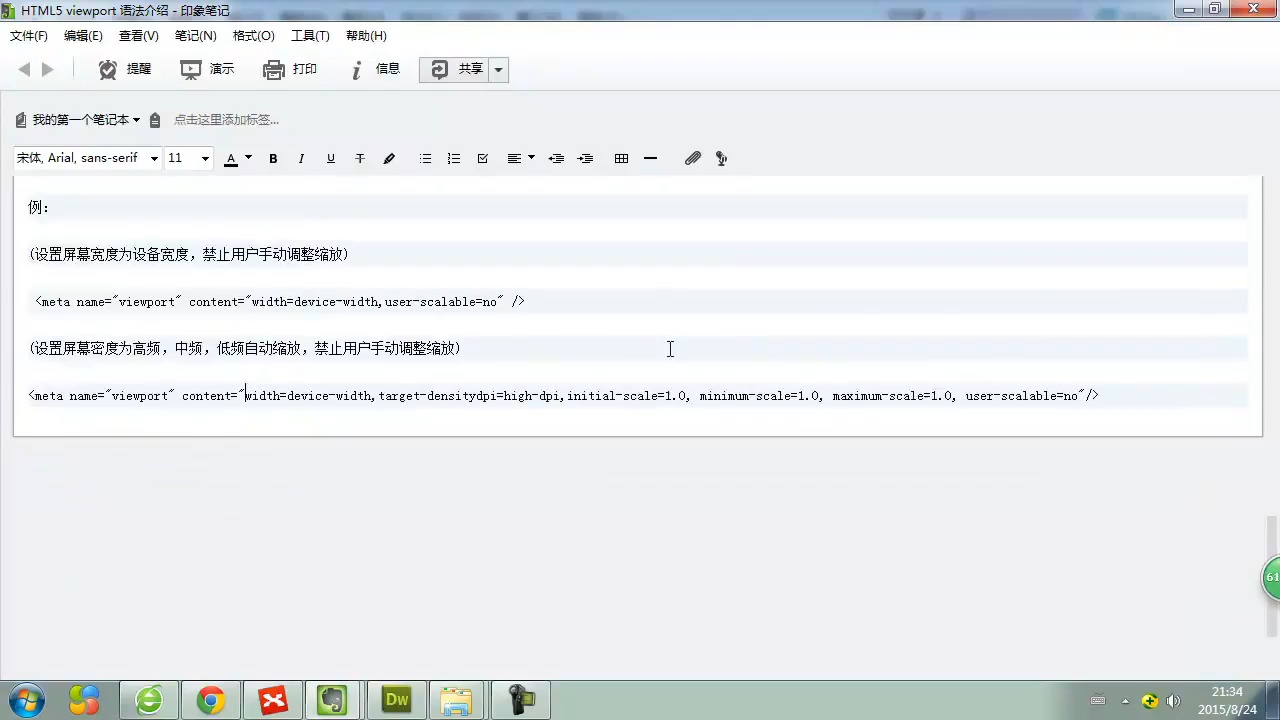 HTML5 viewport 语法介绍 - 印象笔记
文件(F) 编辑(E) 查看(V) 笔记(N) 格式(O) 工具(T) 帮助(H)
提醒 演示 打印 信息 共享
我的第一个笔记本 点击这里添加标签...
宋体, Arial, sans-serif 11 A B I U T
例：
(设置屏幕宽度为设备宽度，禁止用户手动调整缩放)
<meta name="viewport" content="width=device-width,user-scalable=no" />
(设置屏幕密度为高频，中频，低频自动缩放，禁止用户手动调整缩放)
<meta name="viewport" content="width=device-width,target-densitydpi=high-dpi,initial-scale=1.0, minimum-scale=1.0, maximum-scale=1.0, user-scalable=no"/>
61
Dw
21:34
2015/8/24